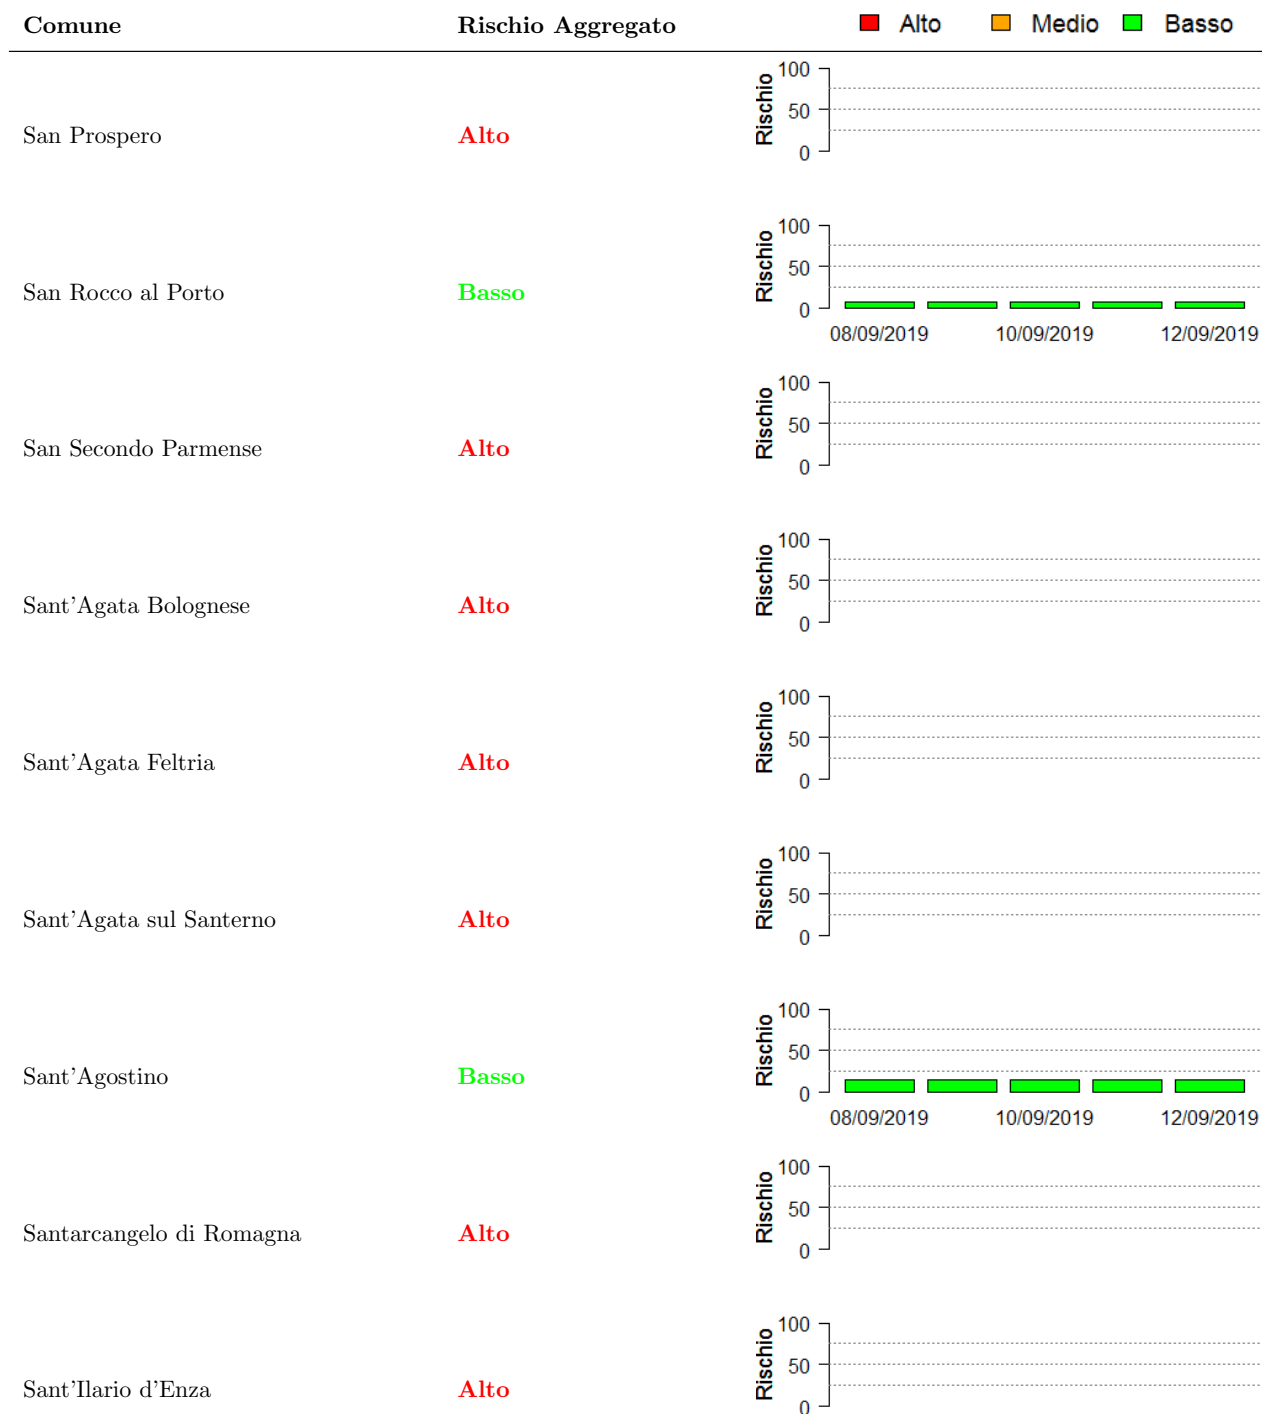 Comune Rischio Aggregato Alto Medio Basso
100
50
0
Rischio
San Prospero Alto
100
50
0
Rischio
San Rocco al Porto Basso
08/09/2019 10/09/2019 12/09/2019
100
50
0
Rischio
San Secondo Parmense Alto
100
50
0
Rischio
Sant'Agata Bolognese Alto
100
50
0
Rischio
Sant'Agata Feltria Alto
100
50
0
Rischio
Sant'Agata sul Santerno Alto
100
50
0
Rischio
Sant'Agostino Basso
08/09/2019 10/09/2019 12/09/2019
100
50
0
Rischio
Santarcangelo di Romagna Alto
100
50
0
Rischio
Sant'Ilario d'Enza Alto